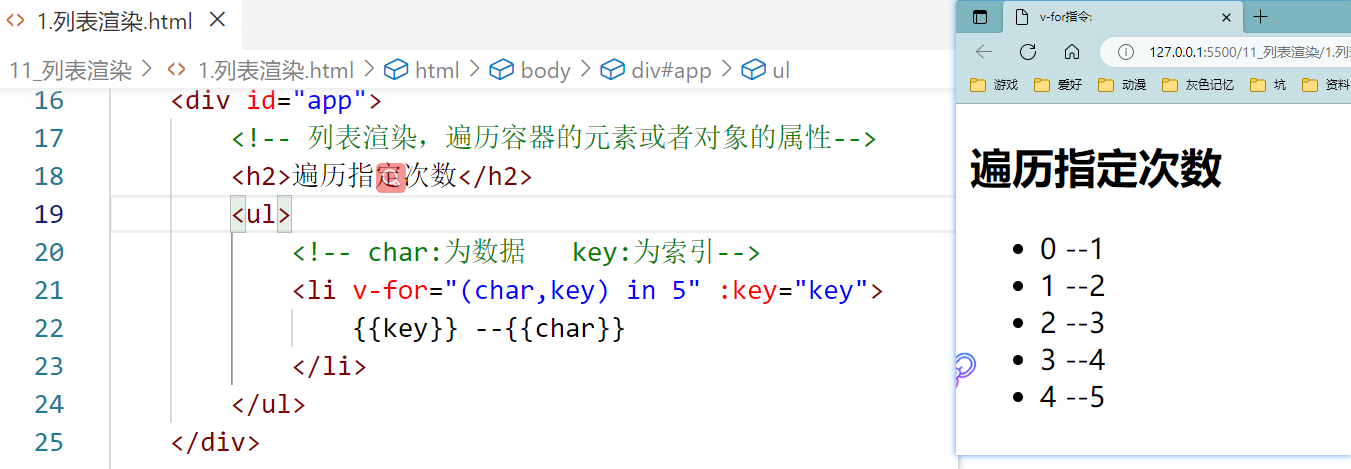 1.列表渲染.html
11_列表渲染 > 1.列表渲染.html > html > body > div#app > ul
16 <div id="app">
17 <!-- 列表渲染，遍历容器的元素或者对象的属性-->
18 <h2>遍历指定次数</h2>
19 <ul>
20 <!-- char:为数据   key:为索引-->
21 <li v-for="(char,key) in 5" :key="key">
22 {{key}} --{{char}}
23 </li>
24 </ul>
25 </div>
v-for指令:
127.0.0.1:5500/11_列表渲染/1.列
游戏 爱好 动漫 灰色记忆 坑 资料
遍历指定次数
0 --1
1 --2
2 --3
3 --4
4 --5